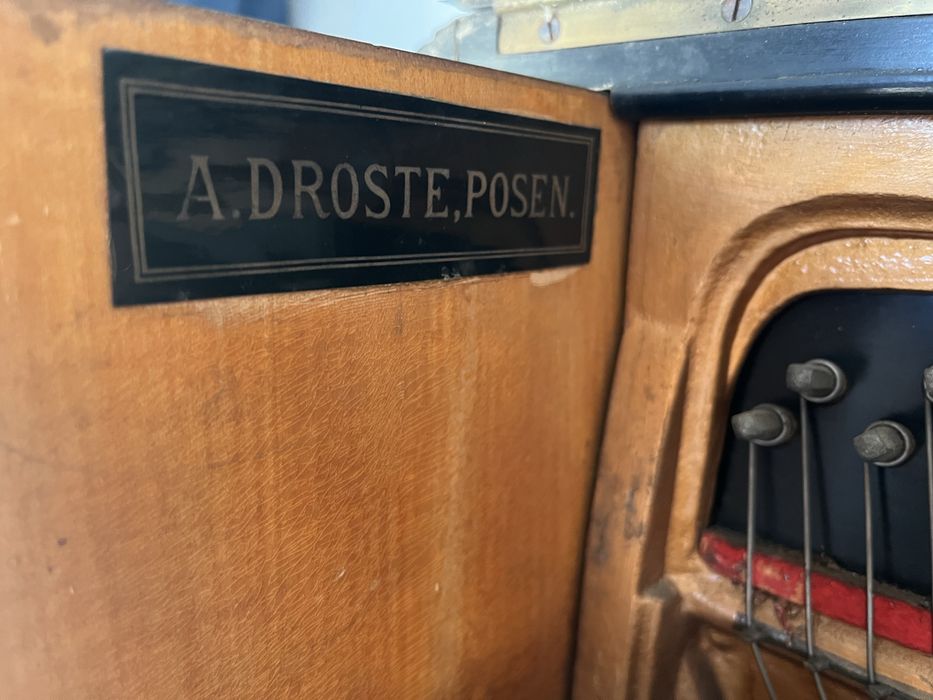 A. DROSTE, POSEN.